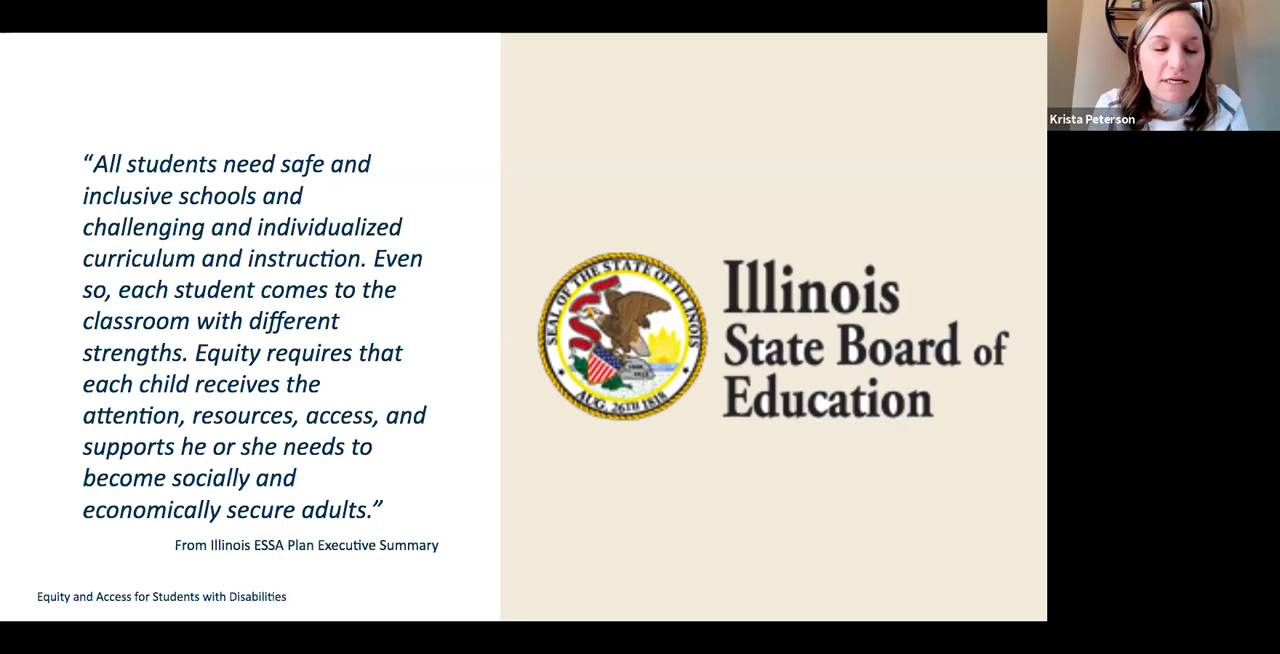 “All students need safe and
inclusive schools and
challenging and individualized
curriculum and instruction. Even
so, each student comes to the
classroom with different
strengths. Equity requires that
each child receives the
attention, resources, access, and
supports he or she needs to
become socially and
economically secure adults.”
From Illinois ESSA Plan Executive Summary
Equity and Access for Students with Disabilities
SEAL OF THE STATE OF ILLINOIS
AUG. 26TH 1818
Illinois
State Board of
Education
Krista Peterson